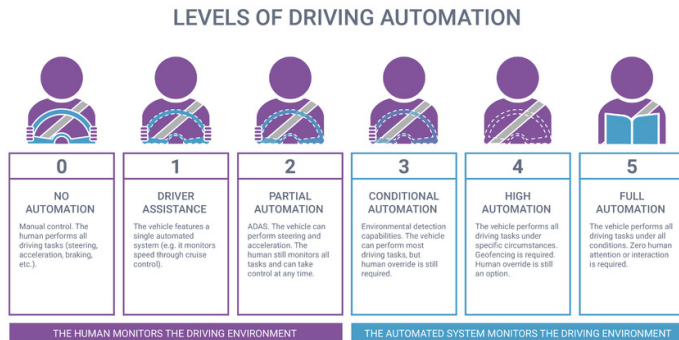 LEVELS OF DRIVING AUTOMATION
0
NO
AUTOMATION
Manual control. The
human performs all
driving tasks (steering,
acceleration, braking,
etc.).
1
DRIVER
ASSISTANCE
The vehicle features a
single automated
system (e.g. it monitors
speed through cruise
control).
2
PARTIAL
AUTOMATION
ADAS. The vehicle can
perform steering and
acceleration. The
human still monitors all
tasks and can take
control at any time.
3
CONDITIONAL
AUTOMATION
Environmental detection
capabilities. The vehicle
can perform most
driving tasks, but
human override is still
required.
4
HIGH
AUTOMATION
The vehicle performs all
driving tasks under
specific circumstances.
Geofencing is required.
Human override is still
an option.
5
FULL
AUTOMATION
The vehicle performs all
driving tasks under all
conditions. Zero human
attention or interaction
is required.
THE HUMAN MONITORS THE DRIVING ENVIRONMENT
THE AUTOMATED SYSTEM MONITORS THE DRIVING ENVIRONMENT